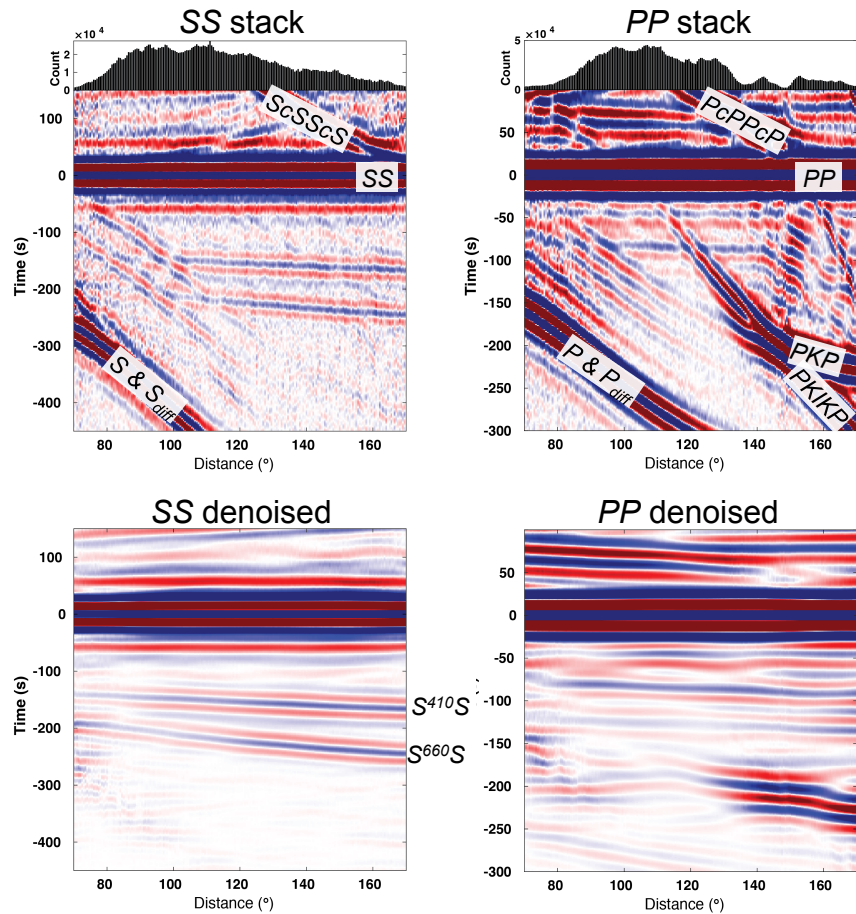 SS stack
PP stack
× 10⁴
Count
2
1
0
ScSScS
SS
S & S_diff
100
0
-100
-200
-300
-400
Time (s)
80
100
120
140
160
Distance (°)
× 10⁴
Count
5
0
PcPPcP
PP
P & P_diff
PKP
PKIKP
50
0
-50
-100
-150
-200
-250
-300
Time (s)
80
100
120
140
160
Distance (°)
SS denoised
PP denoised
100
0
-100
-200
-300
-400
Time (s)
S⁴¹⁰S
S⁶⁶⁰S
80
100
120
140
160
Distance (°)
50
0
-50
-100
-150
-200
-250
-300
80
100
120
140
160
Distance (°)